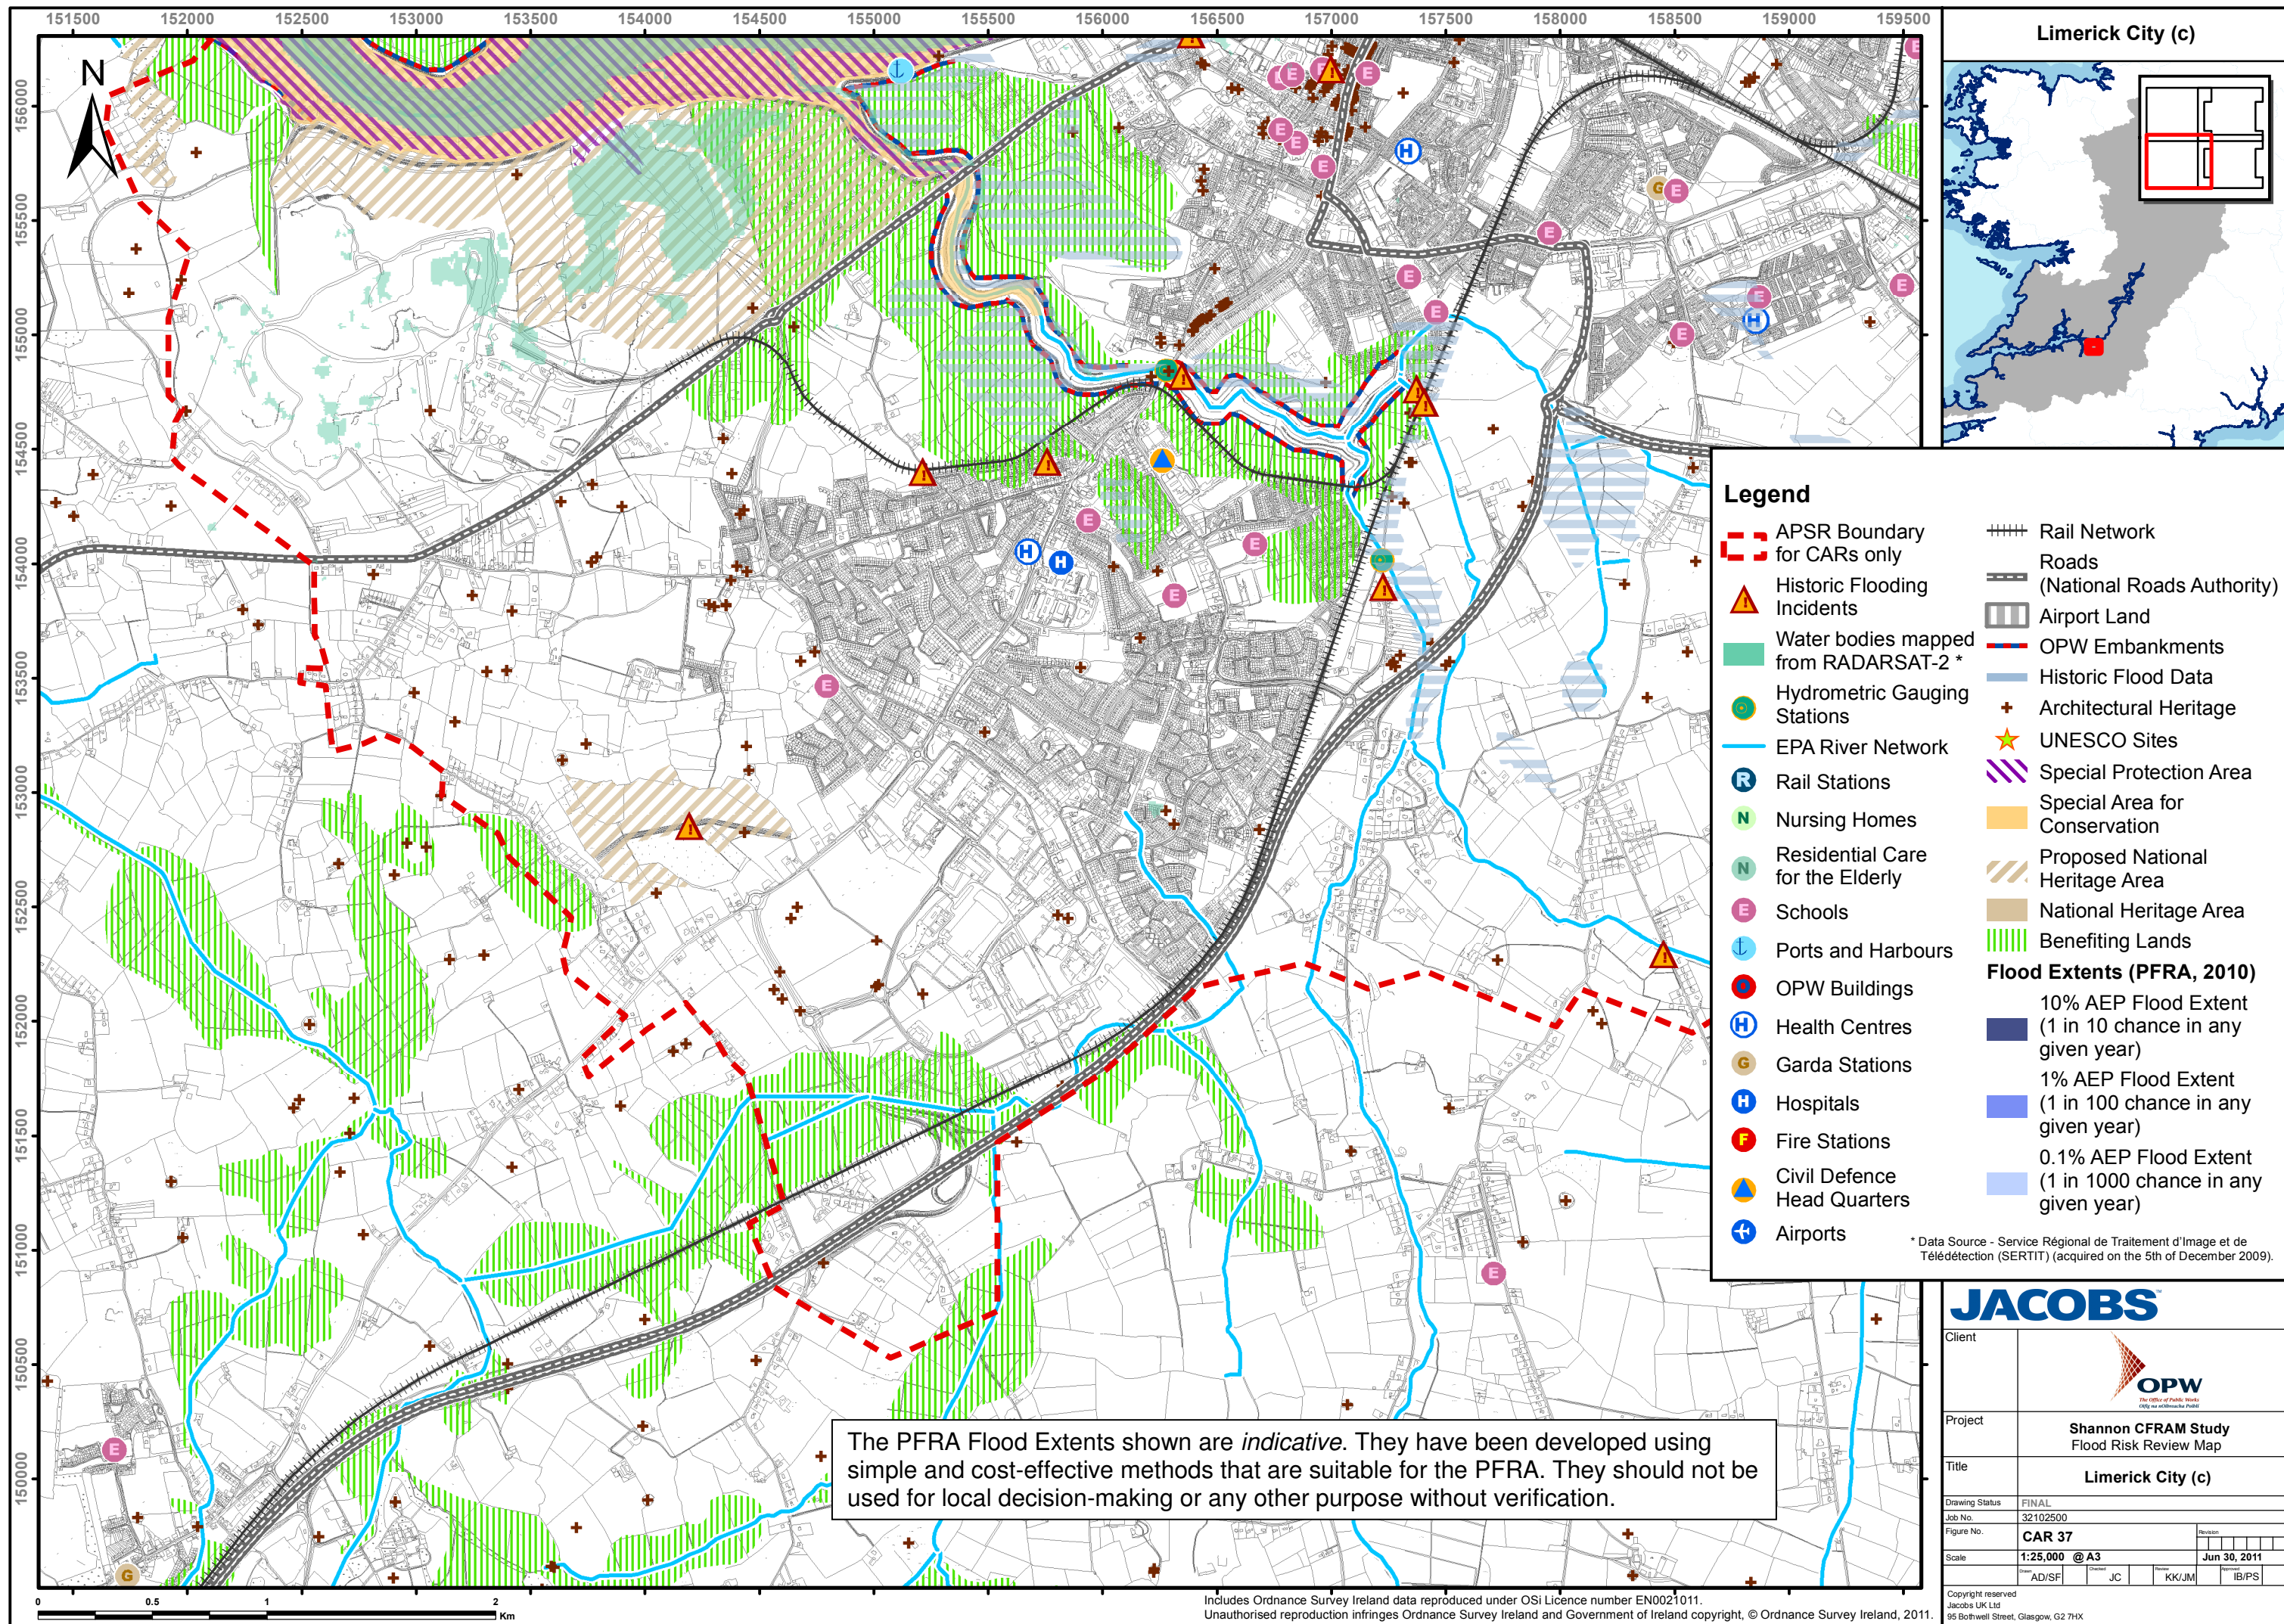 151500 152000 152500 153000 153500 154000 154500 155000 155500 156000 156500 157000 157500 158000 158500 159000 159500
156000
155500
155000
154500
154000
153500
153000
152500
152000
151500
151000
150500
150000
N
Limerick City (c)
Legend
APSR Boundary
for CARs only
Historic Flooding
Incidents
Water bodies mapped
from RADARSAT-2 *
Hydrometric Gauging
Stations
EPA River Network
R Rail Stations
N Nursing Homes
N Residential Care
for the Elderly
E Schools
Ports and Harbours
O OPW Buildings
H Health Centres
G Garda Stations
H Hospitals
F Fire Stations
Civil Defence
Head Quarters
Airports
Rail Network
Roads
(National Roads Authority)
Airport Land
OPW Embankments
Historic Flood Data
Architectural Heritage
UNESCO Sites
Special Protection Area
Special Area for
Conservation
Proposed National
Heritage Area
National Heritage Area
Benefiting Lands
Flood Extents (PFRA, 2010)
10% AEP Flood Extent
(1 in 10 chance in any
given year)
1% AEP Flood Extent
(1 in 100 chance in any
given year)
0.1% AEP Flood Extent
(1 in 1000 chance in any
given year)
* Data Source - Service Régional de Traitement d'Image et de
Télédétection (SERTIT) (acquired on the 5th of December 2009).
The PFRA Flood Extents shown are indicative. They have been developed using
simple and cost-effective methods that are suitable for the PFRA. They should not be
used for local decision-making or any other purpose without verification.
JACOBS
Client
OPW
The Office of Public Works
Oifig na nOibreacha Poiblí
Project
Shannon CFRAM Study
Flood Risk Review Map
Title
Limerick City (c)
Drawing Status FINAL
Job No. 32102500
Figure No. CAR 37 Revision
Scale 1:25,000 @ A3 Jun 30, 2011
Drawn AD/SF Checked JC Review KK/JM Approved IB/PS
Copyright reserved
Jacobs UK Ltd
95 Bothwell Street, Glasgow, G2 7HX
0 0.5 1 2
Km
Includes Ordnance Survey Ireland data reproduced under OSi Licence number EN0021011.
Unauthorised reproduction infringes Ordnance Survey Ireland and Government of Ireland copyright, © Ordnance Survey Ireland, 2011.